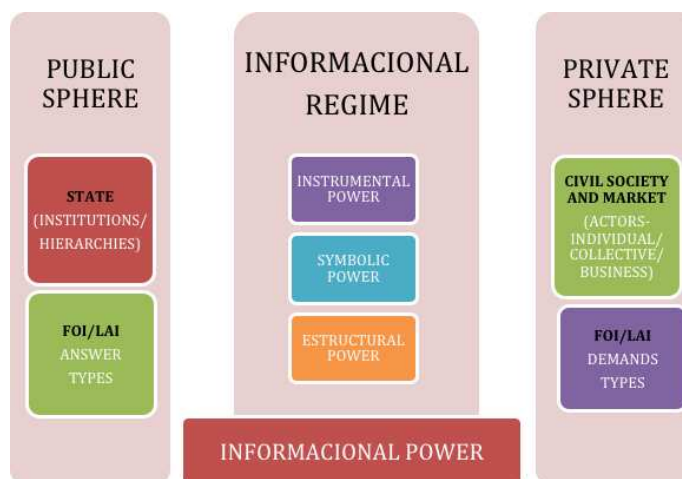 PUBLIC
SPHERE
STATE
(INSTITUTIONS/
HIERARCHIES)
FOI/LAI
ANSWER
TYPES
INFORMACIONAL
REGIME
INSTRUMENTAL
POWER
SYMBOLIC
POWER
ESTRUCTURAL
POWER
INFORMACIONAL POWER
PRIVATE
SPHERE
CIVIL SOCIETY
AND MARKET
(ACTORS-
INDIVIDUAL/
COLLECTIVE/
BUSINESS)
FOI/LAI
DEMANDS
TYPES